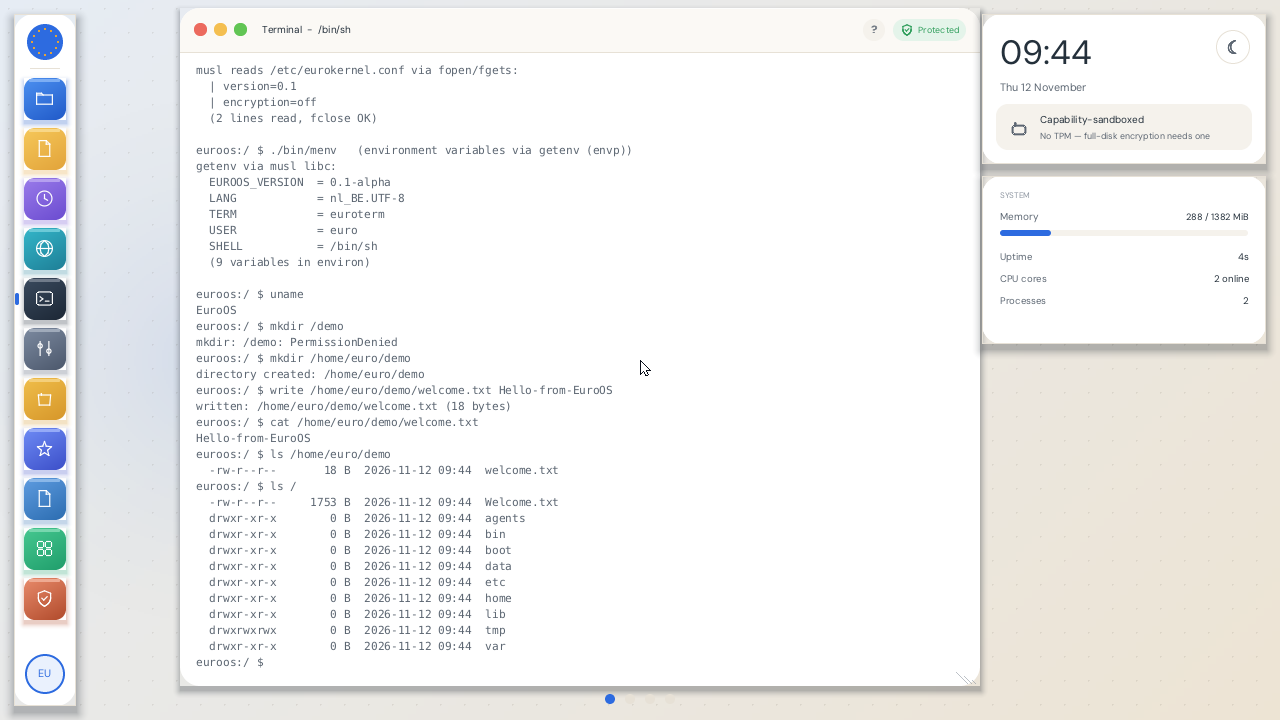 Terminal - /bin/sh
?
Protected
musl reads /etc/eurokernel.conf via fopen/fgets:
| version=0.1
| encryption=off
(2 lines read, fclose OK)
euroos:/ $ ./bin/menv   (environment variables via getenv (envp))
getenv via musl libc:
EUROOS_VERSION  = 0.1-alpha
LANG            = nl_BE.UTF-8
TERM            = euroterm
USER            = euro
SHELL           = /bin/sh
(9 variables in environ)
euroos:/ $ uname
EuroOS
euroos:/ $ mkdir /demo
mkdir: /demo: PermissionDenied
euroos:/ $ mkdir /home/euro/demo
directory created: /home/euro/demo
euroos:/ $ write /home/euro/demo/welcome.txt Hello-from-EuroOS
written: /home/euro/demo/welcome.txt (18 bytes)
euroos:/ $ cat /home/euro/demo/welcome.txt
Hello-from-EuroOS
euroos:/ $ ls /home/euro/demo
-rw-r--r--       18 B  2026-11-12 09:44  welcome.txt
euroos:/ $ ls /
-rw-r--r--     1753 B  2026-11-12 09:44  Welcome.txt
drwxr-xr-x        0 B  2026-11-12 09:44  agents
drwxr-xr-x        0 B  2026-11-12 09:44  bin
drwxr-xr-x        0 B  2026-11-12 09:44  boot
drwxr-xr-x        0 B  2026-11-12 09:44  data
drwxr-xr-x        0 B  2026-11-12 09:44  etc
drwxr-xr-x        0 B  2026-11-12 09:44  home
drwxr-xr-x        0 B  2026-11-12 09:44  lib
drwxrwxrwx        0 B  2026-11-12 09:44  tmp
drwxr-xr-x        0 B  2026-11-12 09:44  var
euroos:/ $
09:44
Thu 12 November
Capability-sandboxed
No TPM — full-disk encryption needs one
SYSTEM
Memory 288 / 1382 MiB
Uptime 4s
CPU cores 2 online
Processes 2
EU